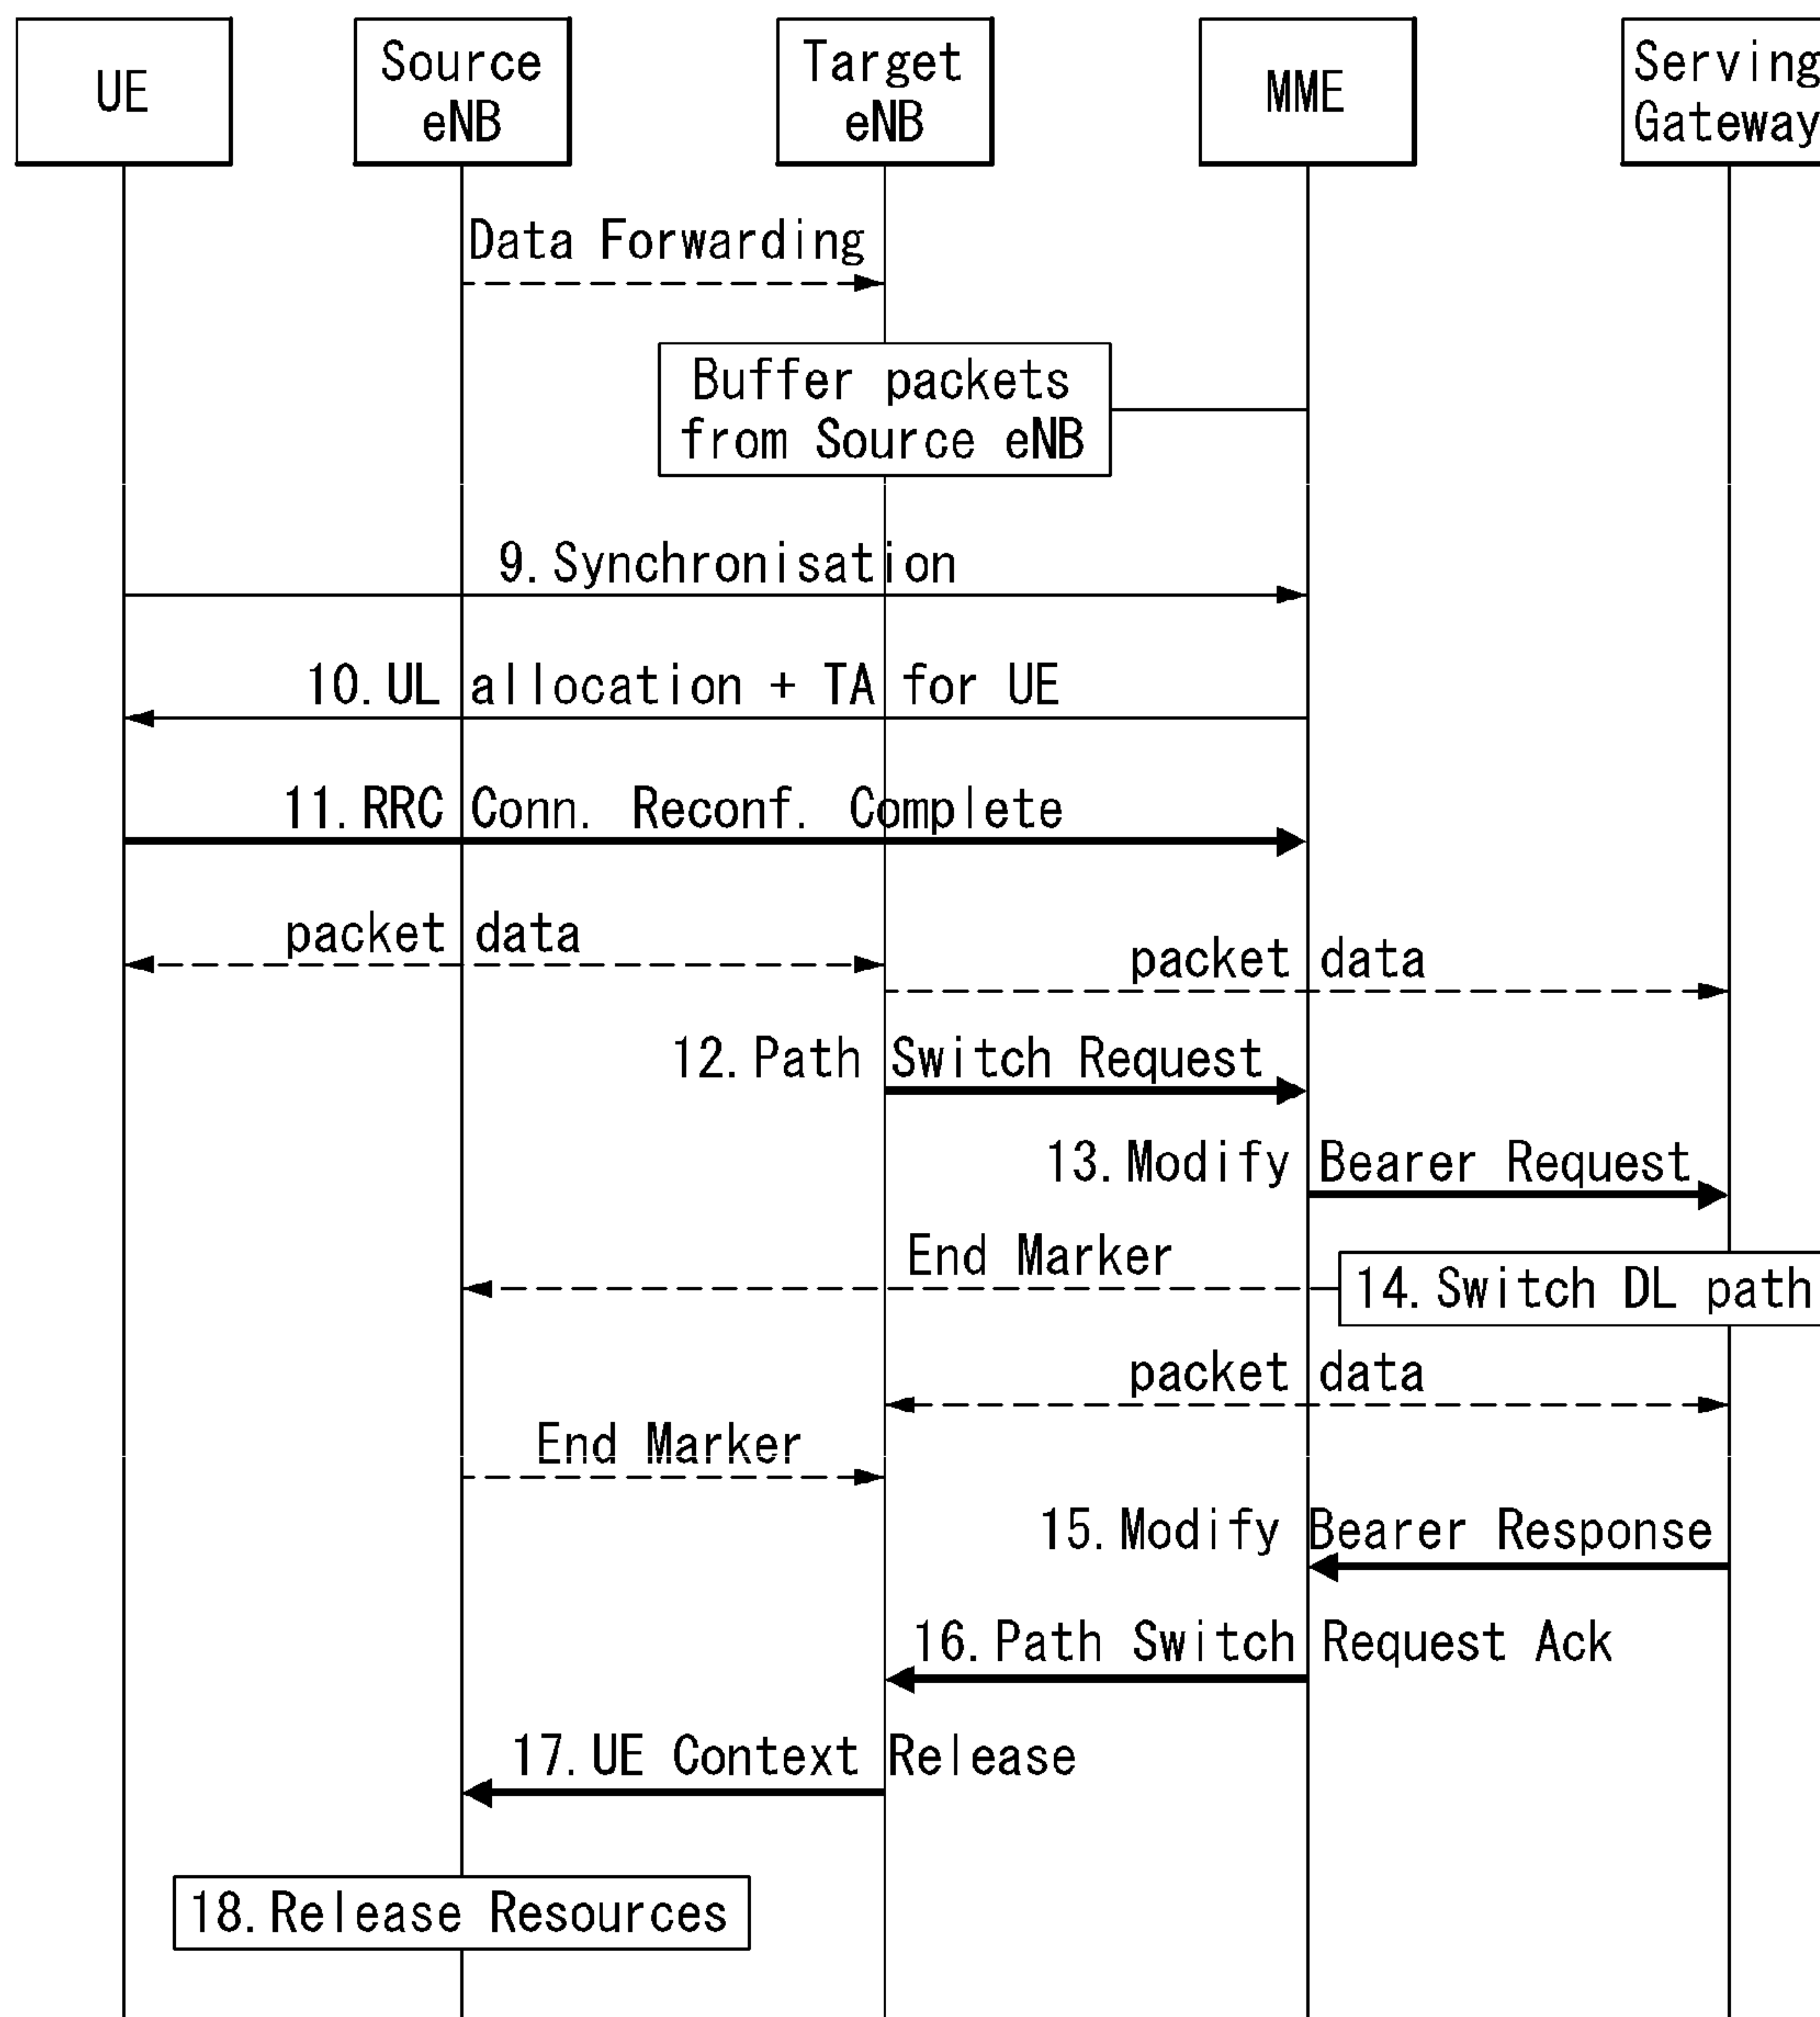 UE
Source
eNB
Target
eNB
MME
Serving
Gateway
Data Forwarding
Buffer packets
from Source eNB
9. Synchronisation
10. UL allocation + TA for UE
11. RRC Conn. Reconf. Complete
packet data
packet data
12. Path Switch Request
13. Modify Bearer Request
End Marker
14. Switch DL path
packet data
End Marker
15. Modify Bearer Response
16. Path Switch Request Ack
17. UE Context Release
18. Release Resources